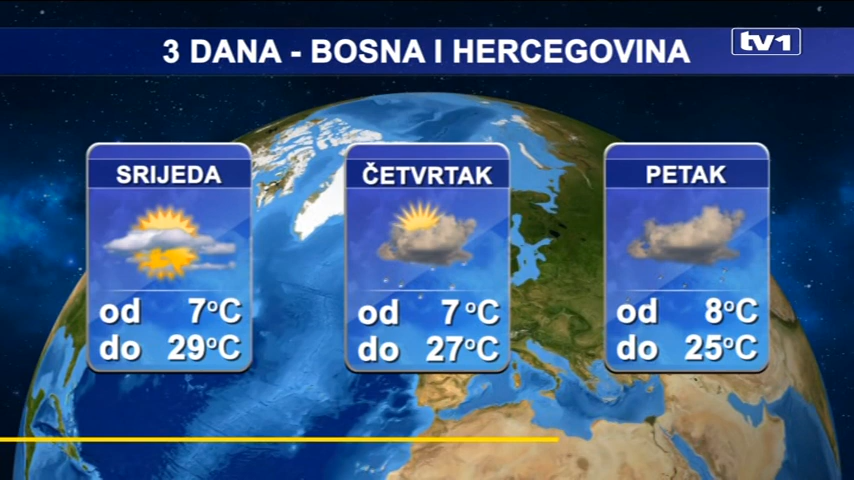 3 DANA - BOSNA I HERCEGOVINA
tv1
SRIJEDA
od 7°C
do 29°C
ČETVRTAK
od 7°C
do 27°C
PETAK
od 8°C
do 25°C